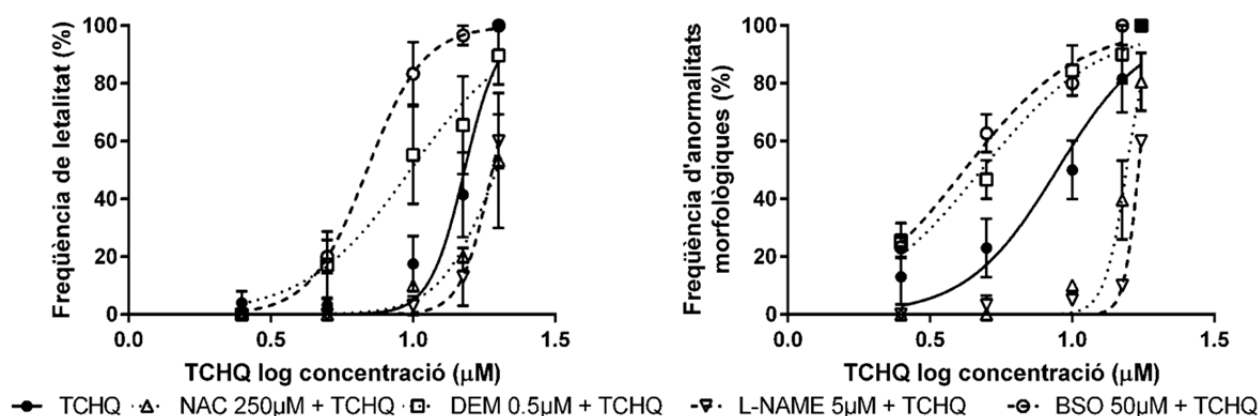 Freqüència de letalitat (%)
100
80
60
40
20
0
0.0 0.5 1.0 1.5
TCHQ log concentració (μM)
Freqüència d'anormalitats
morfològiques (%)
100
80
60
40
20
0
0.0 0.5 1.0 1.5
TCHQ log concentració (μM)
TCHQ NAC 250μM + TCHQ DEM 0.5μM + TCHQ L-NAME 5μM + TCHQ BSO 50μM + TCHQ